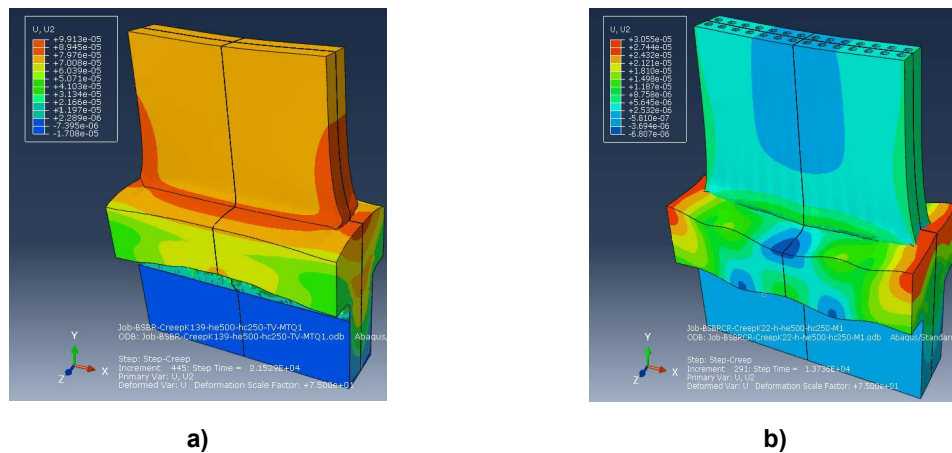 U, U2
+9.913e-05
+8.945e-05
+7.976e-05
+7.008e-05
+6.039e-05
+5.071e-05
+4.103e-05
+3.134e-05
+2.166e-05
+1.197e-05
+2.289e-06
-7.395e-06
-1.708e-05
Job-BSBR-CreepK139-he500-hc250-TV-MTQ1
ODB: Job-BSBR-CreepK139-he500-hc250-TV-MTQ1.odb Abaqus/
Step: Step-Creep
Increment 445: Step Time = 2.1529E+04
Primary Var: U, U2
Deformed Var: U Deformation Scale Factor: +7.500e+01
Y
X
Z
a)
U, U2
+3.055e-05
+2.744e-05
+2.432e-05
+2.121e-05
+1.810e-05
+1.498e-05
+1.187e-05
+8.758e-06
+5.645e-06
+2.532e-06
-5.810e-07
-3.694e-06
-6.807e-06
Job-BSBRCR-CreepK22-h-he500-hc250-M1
ODB: Job-BSBRCR-CreepK22-h-he500-hc250-M1.odb Abaqus/Standar
Step: Step-Creep
Increment 291: Step Time = 1.3736E+04
Primary Var: U, U2
Deformed Var: U Deformation Scale Factor: +7.500e+01
Y
X
Z
b)